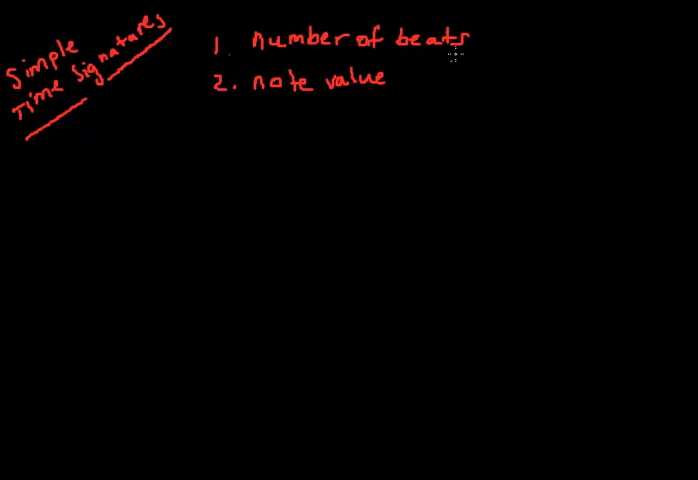 Simple
Time Signatures
1. number of beats
2. note value